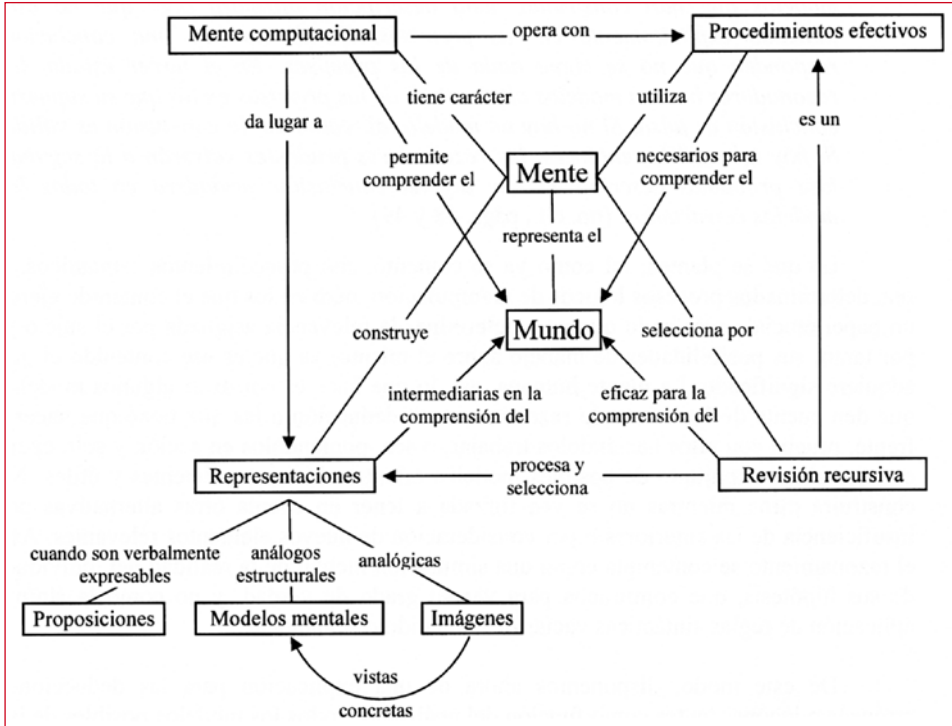 Mente computacional
opera con
Procedimientos efectivos
tiene carácter
utiliza
da lugar a
es un
permite
comprender el
Mente
necesarios para
comprender el
representa el
construye
Mundo
selecciona por
intermediarias en la
comprensión del
eficaz para la
comprensión del
Representaciones
procesa y
selecciona
Revisión recursiva
cuando son verbalmente
expresables
análogos
estructurales
analógicas
Proposiciones
Modelos mentales
Imágenes
vistas
concretas